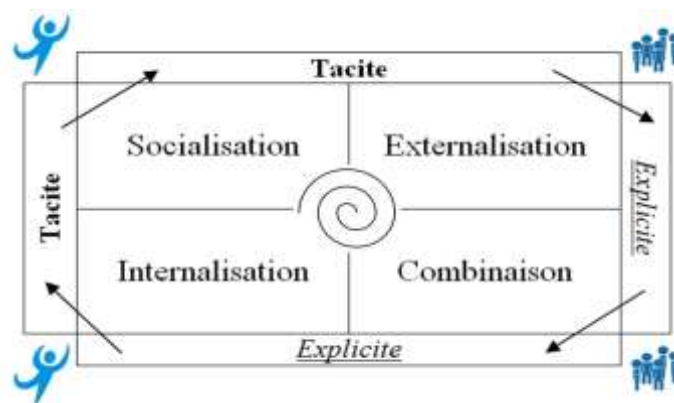 Tacite
Socialisation
Externalisation
Tacite
Explicite
Internalisation
Combinaison
Explicite